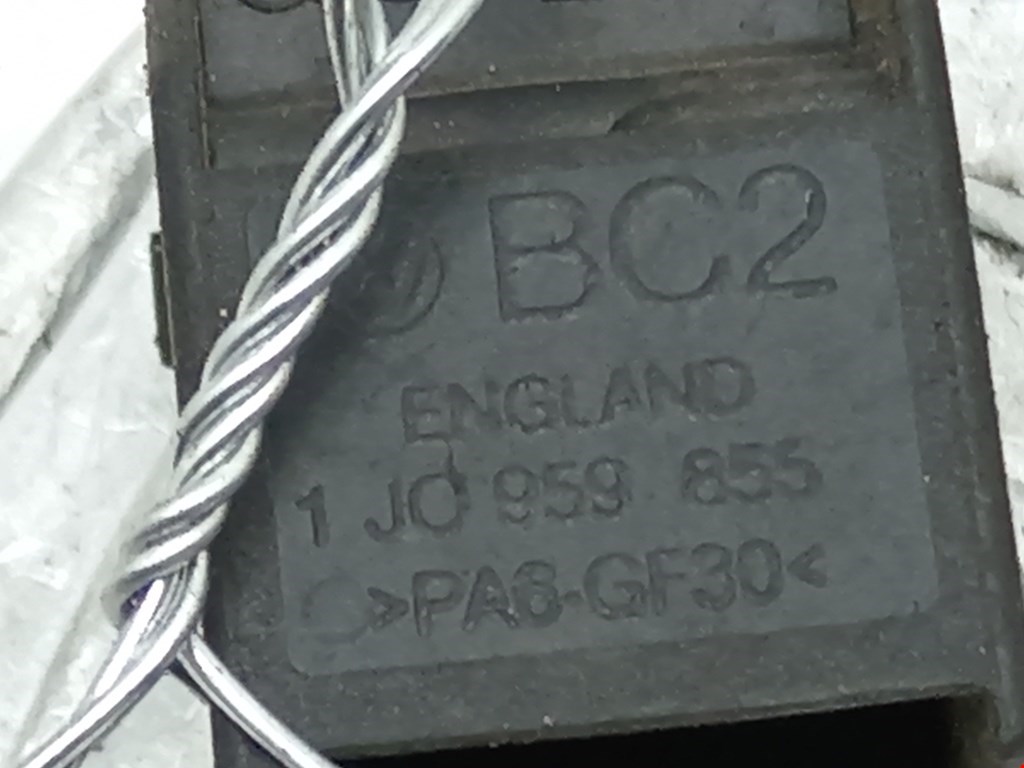 BC2
ENGLAND
1 J0 959 855
>PA6-GF30<